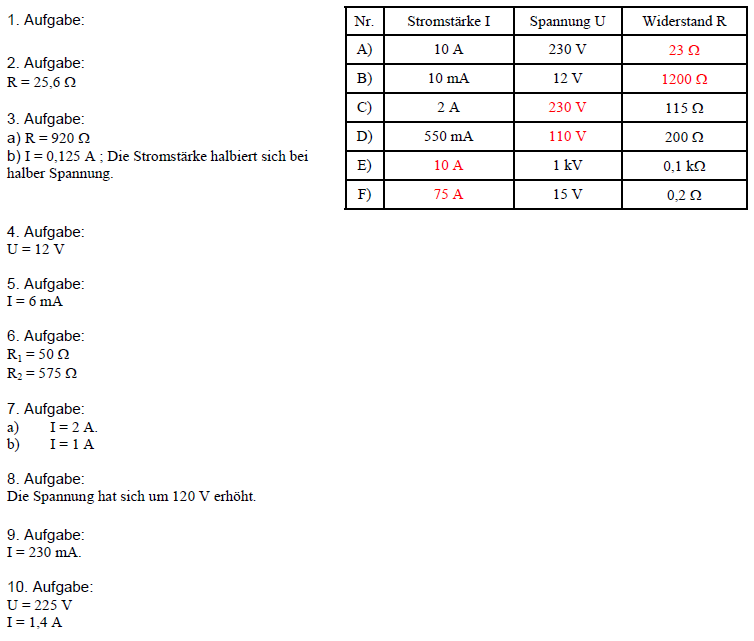 1. Aufgabe:
Nr. Stromstärke I Spannung U Widerstand R
A) 10 A 230 V 23 Ω
B) 10 mA 12 V 1200 Ω
C) 2 A 230 V 115 Ω
D) 550 mA 110 V 200 Ω
E) 10 A 1 kV 0,1 kΩ
F) 75 A 15 V 0,2 Ω
2. Aufgabe:
R = 25,6 Ω
3. Aufgabe:
a) R = 920 Ω
b) I = 0,125 A ; Die Stromstärke halbiert sich bei
halber Spannung.
4. Aufgabe:
U = 12 V
5. Aufgabe:
I = 6 mA
6. Aufgabe:
R₁ = 50 Ω
R₂ = 575 Ω
7. Aufgabe:
a) I = 2 A.
b) I = 1 A
8. Aufgabe:
Die Spannung hat sich um 120 V erhöht.
9. Aufgabe:
I = 230 mA.
10. Aufgabe:
U = 225 V
I = 1,4 A